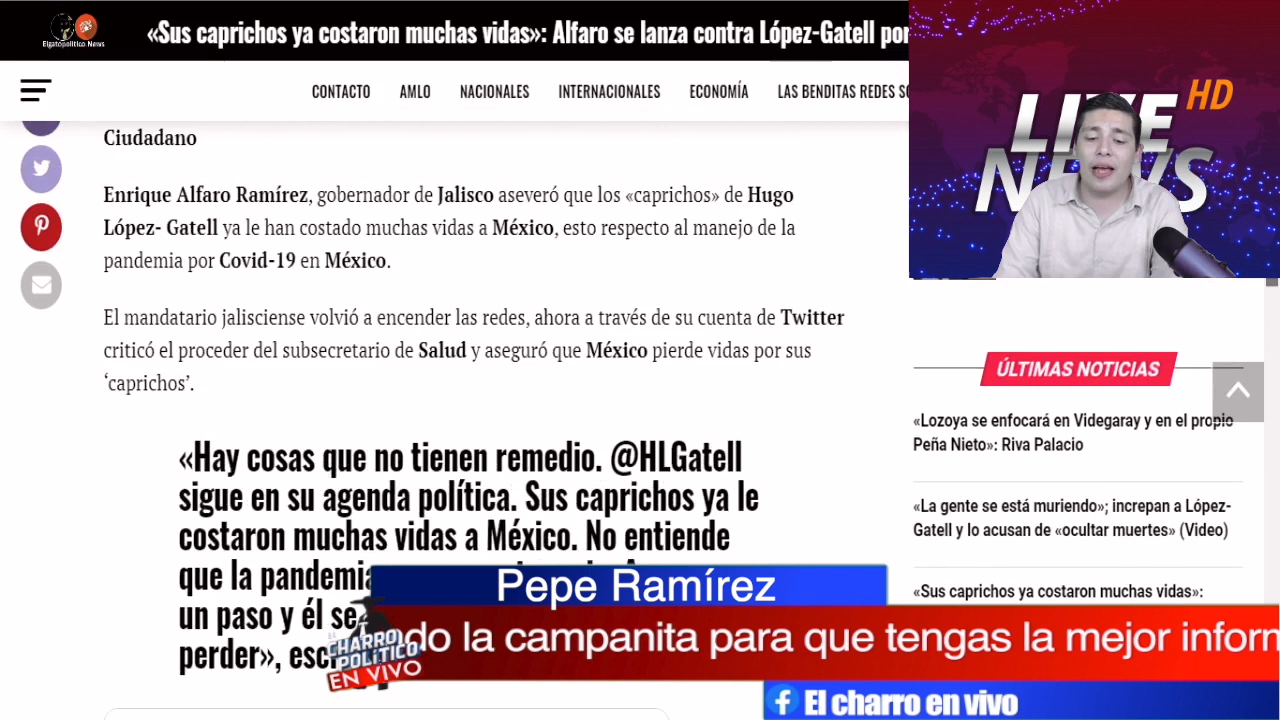 Elgatopolitico News
«Sus caprichos ya costaron muchas vidas»: Alfaro se lanza contra López-Gatell por
CONTACTO AMLO NACIONALES INTERNACIONALES ECONOMÍA LAS BENDITAS REDES
LIVE HD
NEWS
Ciudadano
Enrique Alfaro Ramírez, gobernador de Jalisco aseveró que los «caprichos» de Hugo
López- Gatell ya le han costado muchas vidas a México, esto respecto al manejo de la
pandemia por Covid-19 en México.
El mandatario jalisciense volvió a encender las redes, ahora a través de su cuenta de Twitter
criticó el proceder del subsecretario de Salud y aseguró que México pierde vidas por sus
‘caprichos’.
«Hay cosas que no tienen remedio. @HLGatell
sigue en su agenda política. Sus caprichos ya le
costaron muchas vidas a México. No entiende
que la pandemia
un paso y él se
perder»,
ÚLTIMAS NOTICIAS
«Lozoya se enfocará en Videgaray y en el propio
Peña Nieto»: Riva Palacio
«La gente se está muriendo»; increpan a López-
Gatell y lo acusan de «ocultar muertes» (Video)
«Sus caprichos ya costaron muchas vidas»:
Pepe Ramírez
do la campanita para que tengas la mejor inform
EL
CHARRO
POLÍTICO
EN VIVO
El charro en vivo